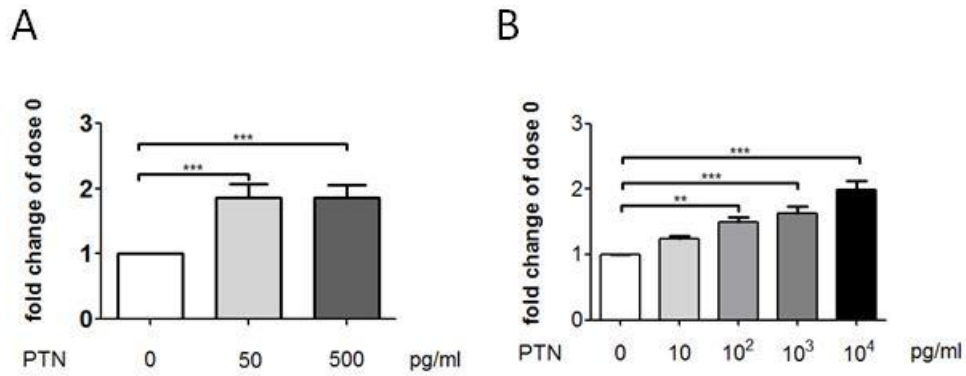 A
fold change of dose 0
3
2
1
0
***
***
PTN 0 50 500 pg/ml
B
fold change of dose 0
3
2
1
0
***
***
**
PTN 0 10 10² 10³ 10⁴ pg/ml